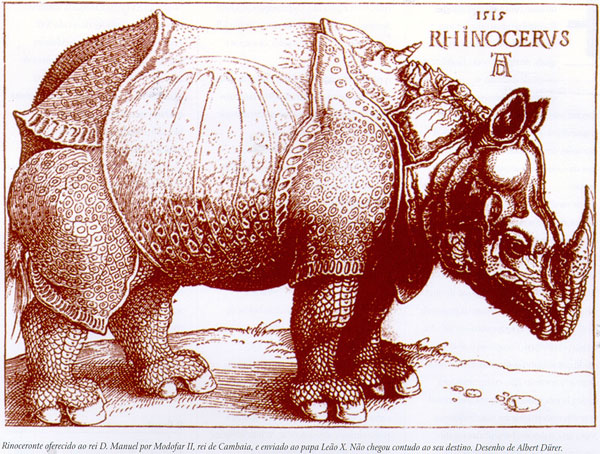 1515
RHINOCERVS
AD
Rinoceronte oferecido ao rei D. Manuel por Modofar II, rei de Cambaia, e enviado ao papa Leão X. Não chegou contudo ao seu destino. Desenho de Albert Dürer.